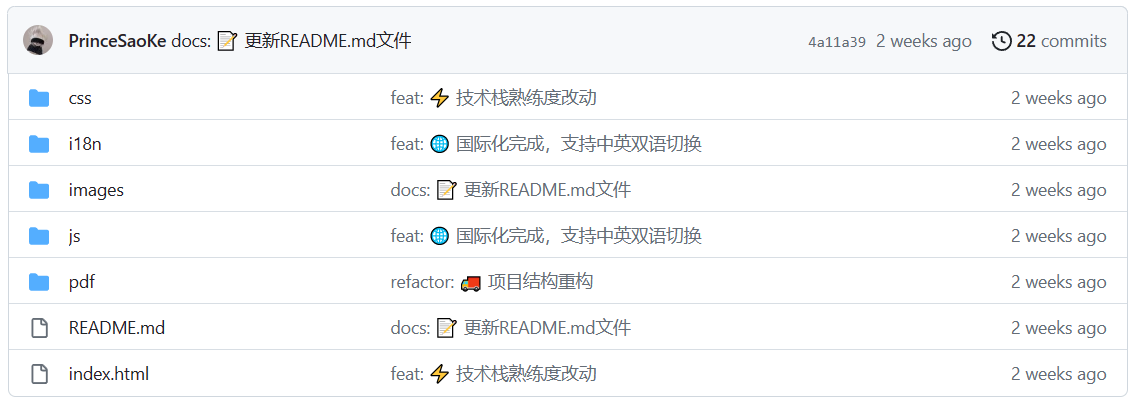 PrinceSaoKe docs: 📝 更新README.md文件 4a11a39 2 weeks ago 22 commits
css feat: ⚡ 技术栈熟练度改动 2 weeks ago
i18n feat: 🌐 国际化完成，支持中英双语切换 2 weeks ago
images docs: 📝 更新README.md文件 2 weeks ago
js feat: 🌐 国际化完成，支持中英双语切换 2 weeks ago
pdf refactor: 🚚 项目结构重构 2 weeks ago
README.md docs: 📝 更新README.md文件 2 weeks ago
index.html feat: ⚡ 技术栈熟练度改动 2 weeks ago